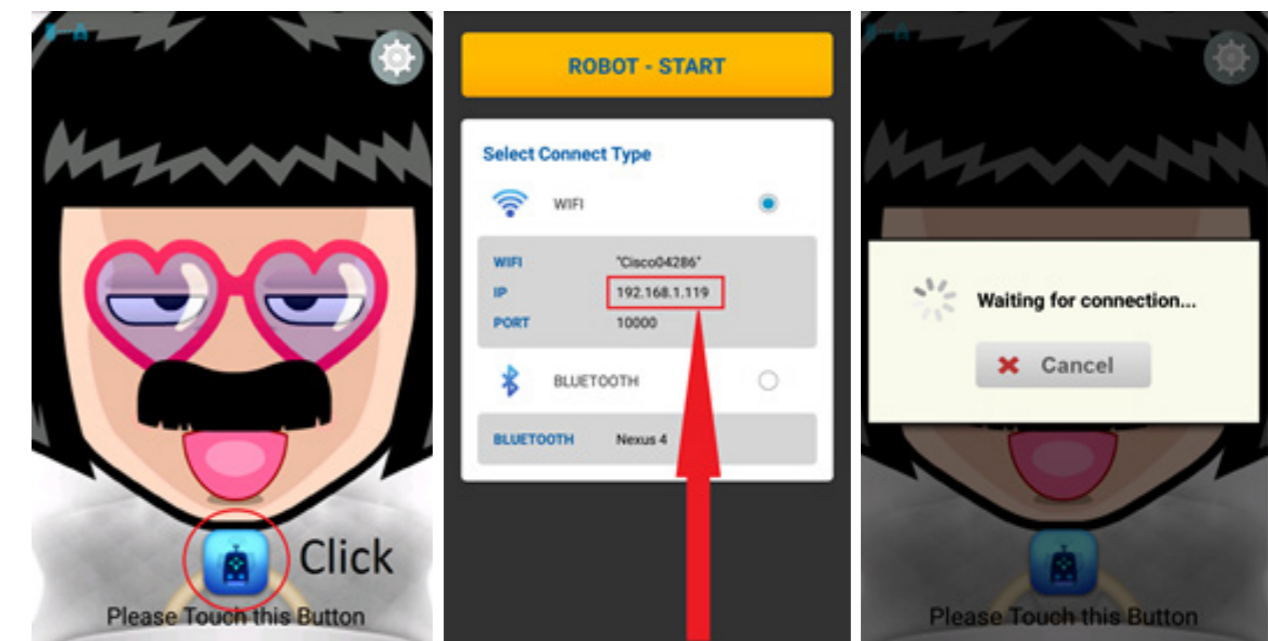 Click
Please Touch this Button
ROBOT - START
Select Connect Type
WIFI
WIFI "Cisco04286"
IP 192.168.1.119
PORT 10000
BLUETOOTH
BLUETOOTH Nexus 4
Waiting for connection...
Cancel
Please Touch this Button